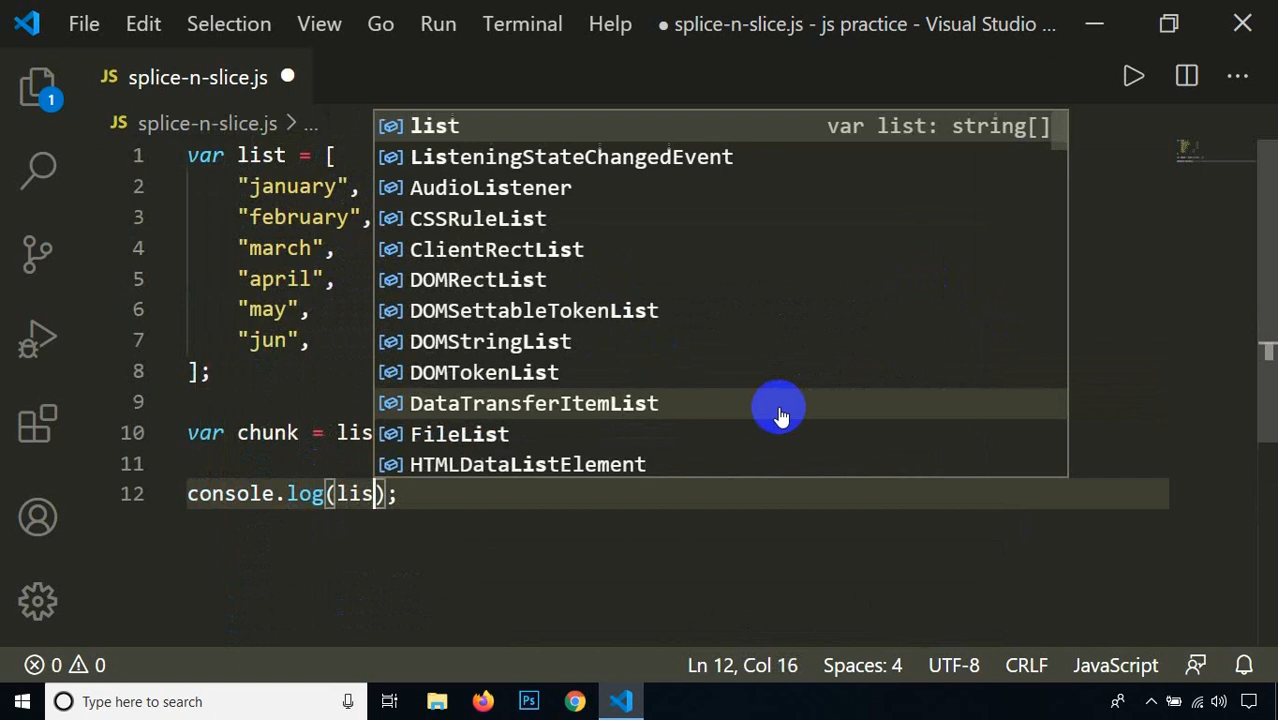 File Edit Selection View Go Run Terminal Help ● splice-n-slice.js - js practice - Visual Studio ...
JS splice-n-slice.js
JS splice-n-slice.js > ...
1 var list = [
2 "january",
3 "february",
4 "march",
5 "april",
6 "may",
7 "jun",
8 ];
9
10 var chunk = lis
11
12 console.log(lis);
list var list: string[]
ListeningStateChangedEvent
AudioListener
CSSRuleList
ClientRectList
DOMRectList
DOMSettableTokenList
DOMStringList
DOMTokenList
DataTransferItemList
FileList
HTMLDataListElement
1
0 0 Ln 12, Col 16 Spaces: 4 UTF-8 CRLF JavaScript
Type here to search Ps